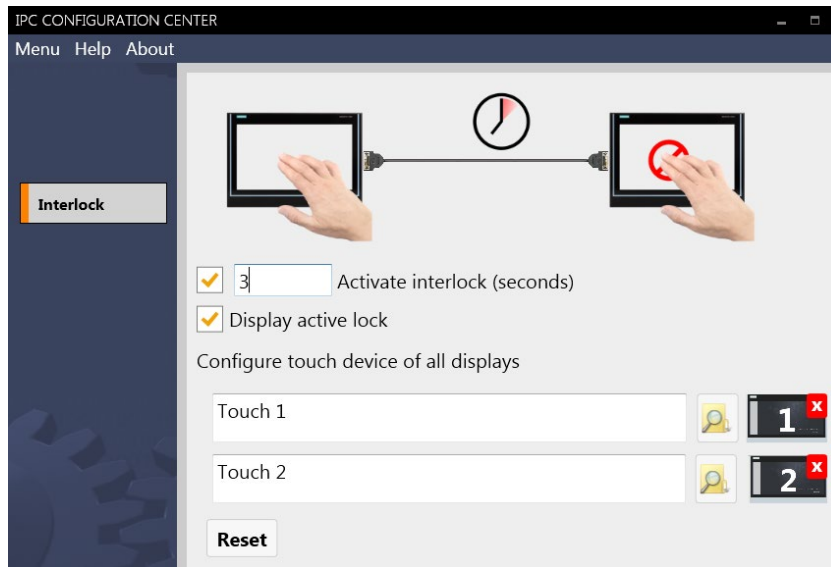 IPC CONFIGURATION CENTER
Menu Help About
Interlock
3 Activate interlock (seconds)
Display active lock
Configure touch device of all displays
Touch 1
1
x
Touch 2
2
x
Reset